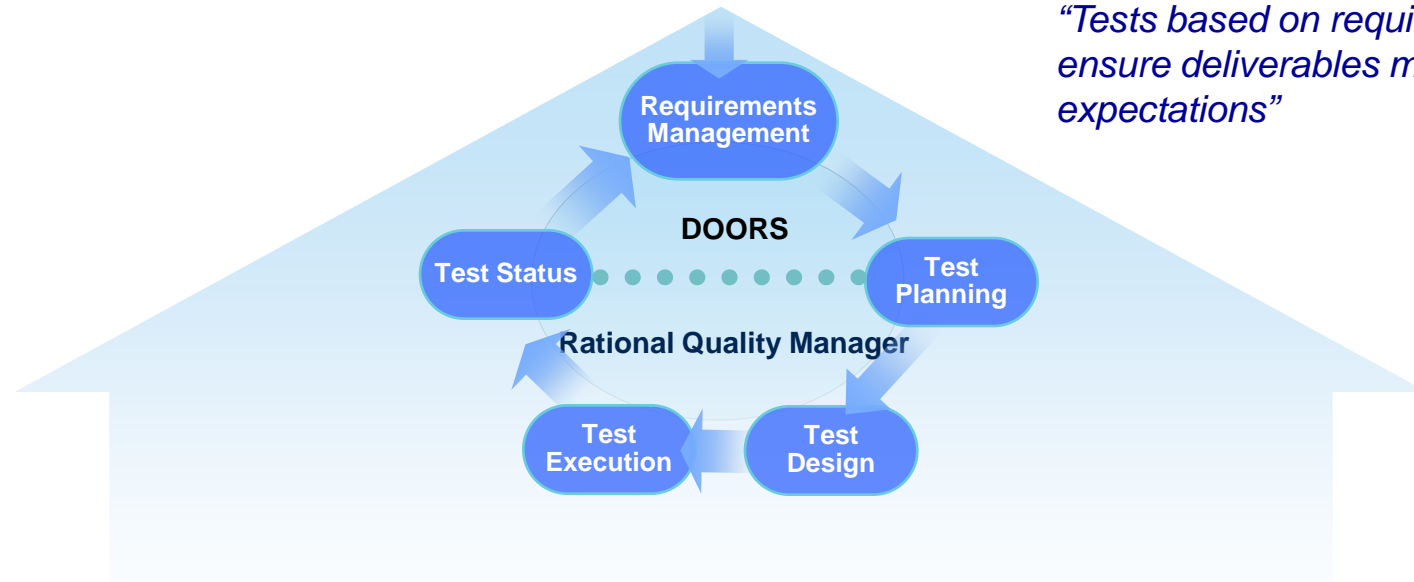 “Tests based on requi
ensure deliverables m
expectations”
Requirements
Management
DOORS
Test Status
Test
Planning
Rational Quality Manager
Test
Execution
Test
Design